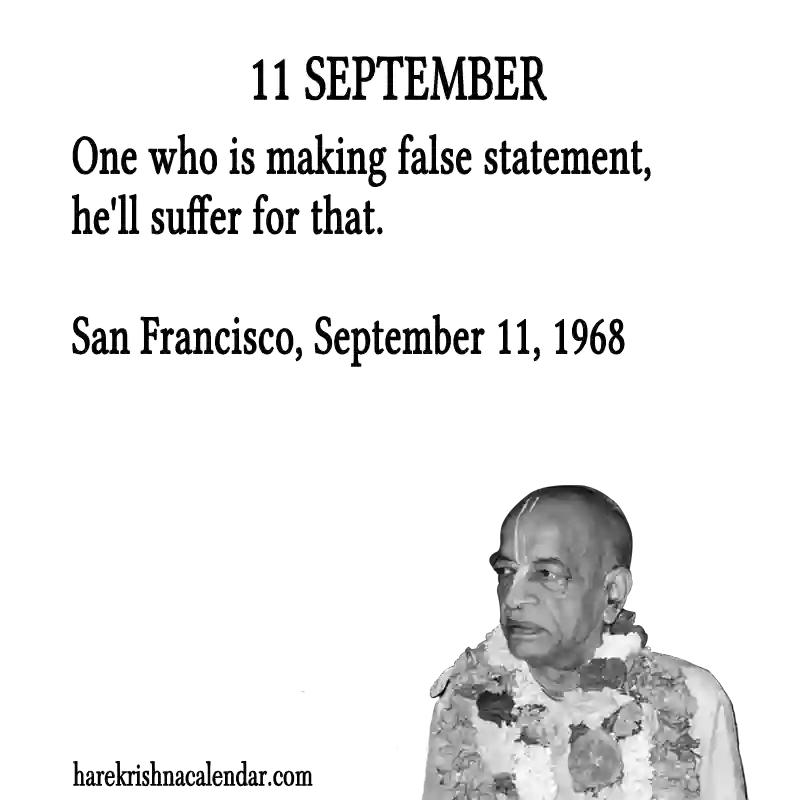 11 SEPTEMBER
One who is making false statement,
he'll suffer for that.
San Francisco, September 11, 1968
harekrishnacalendar.com